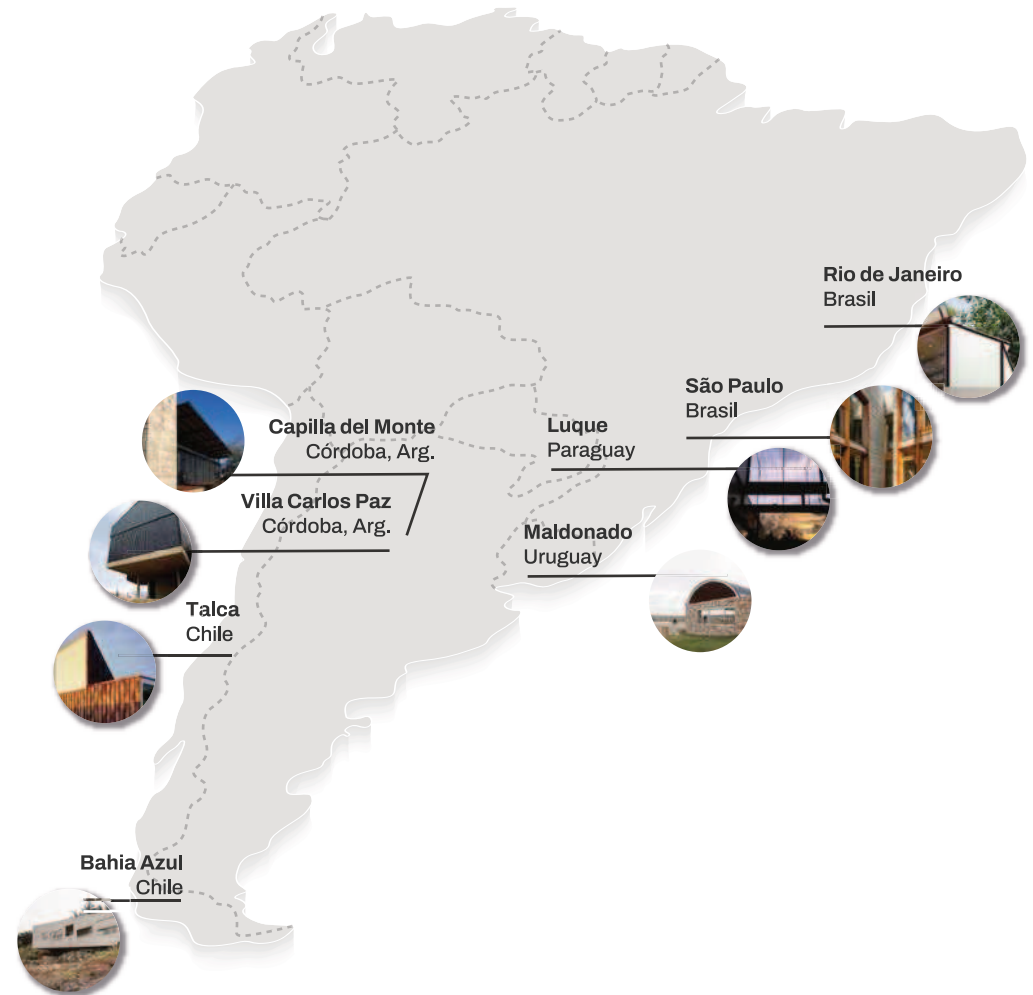 Rio de Janeiro
Brasil
São Paulo
Brasil
Capilla del Monte
Córdoba, Arg.
Luque
Paraguay
Villa Carlos Paz
Córdoba, Arg.
Maldonado
Uruguay
Talca
Chile
Bahia Azul
Chile